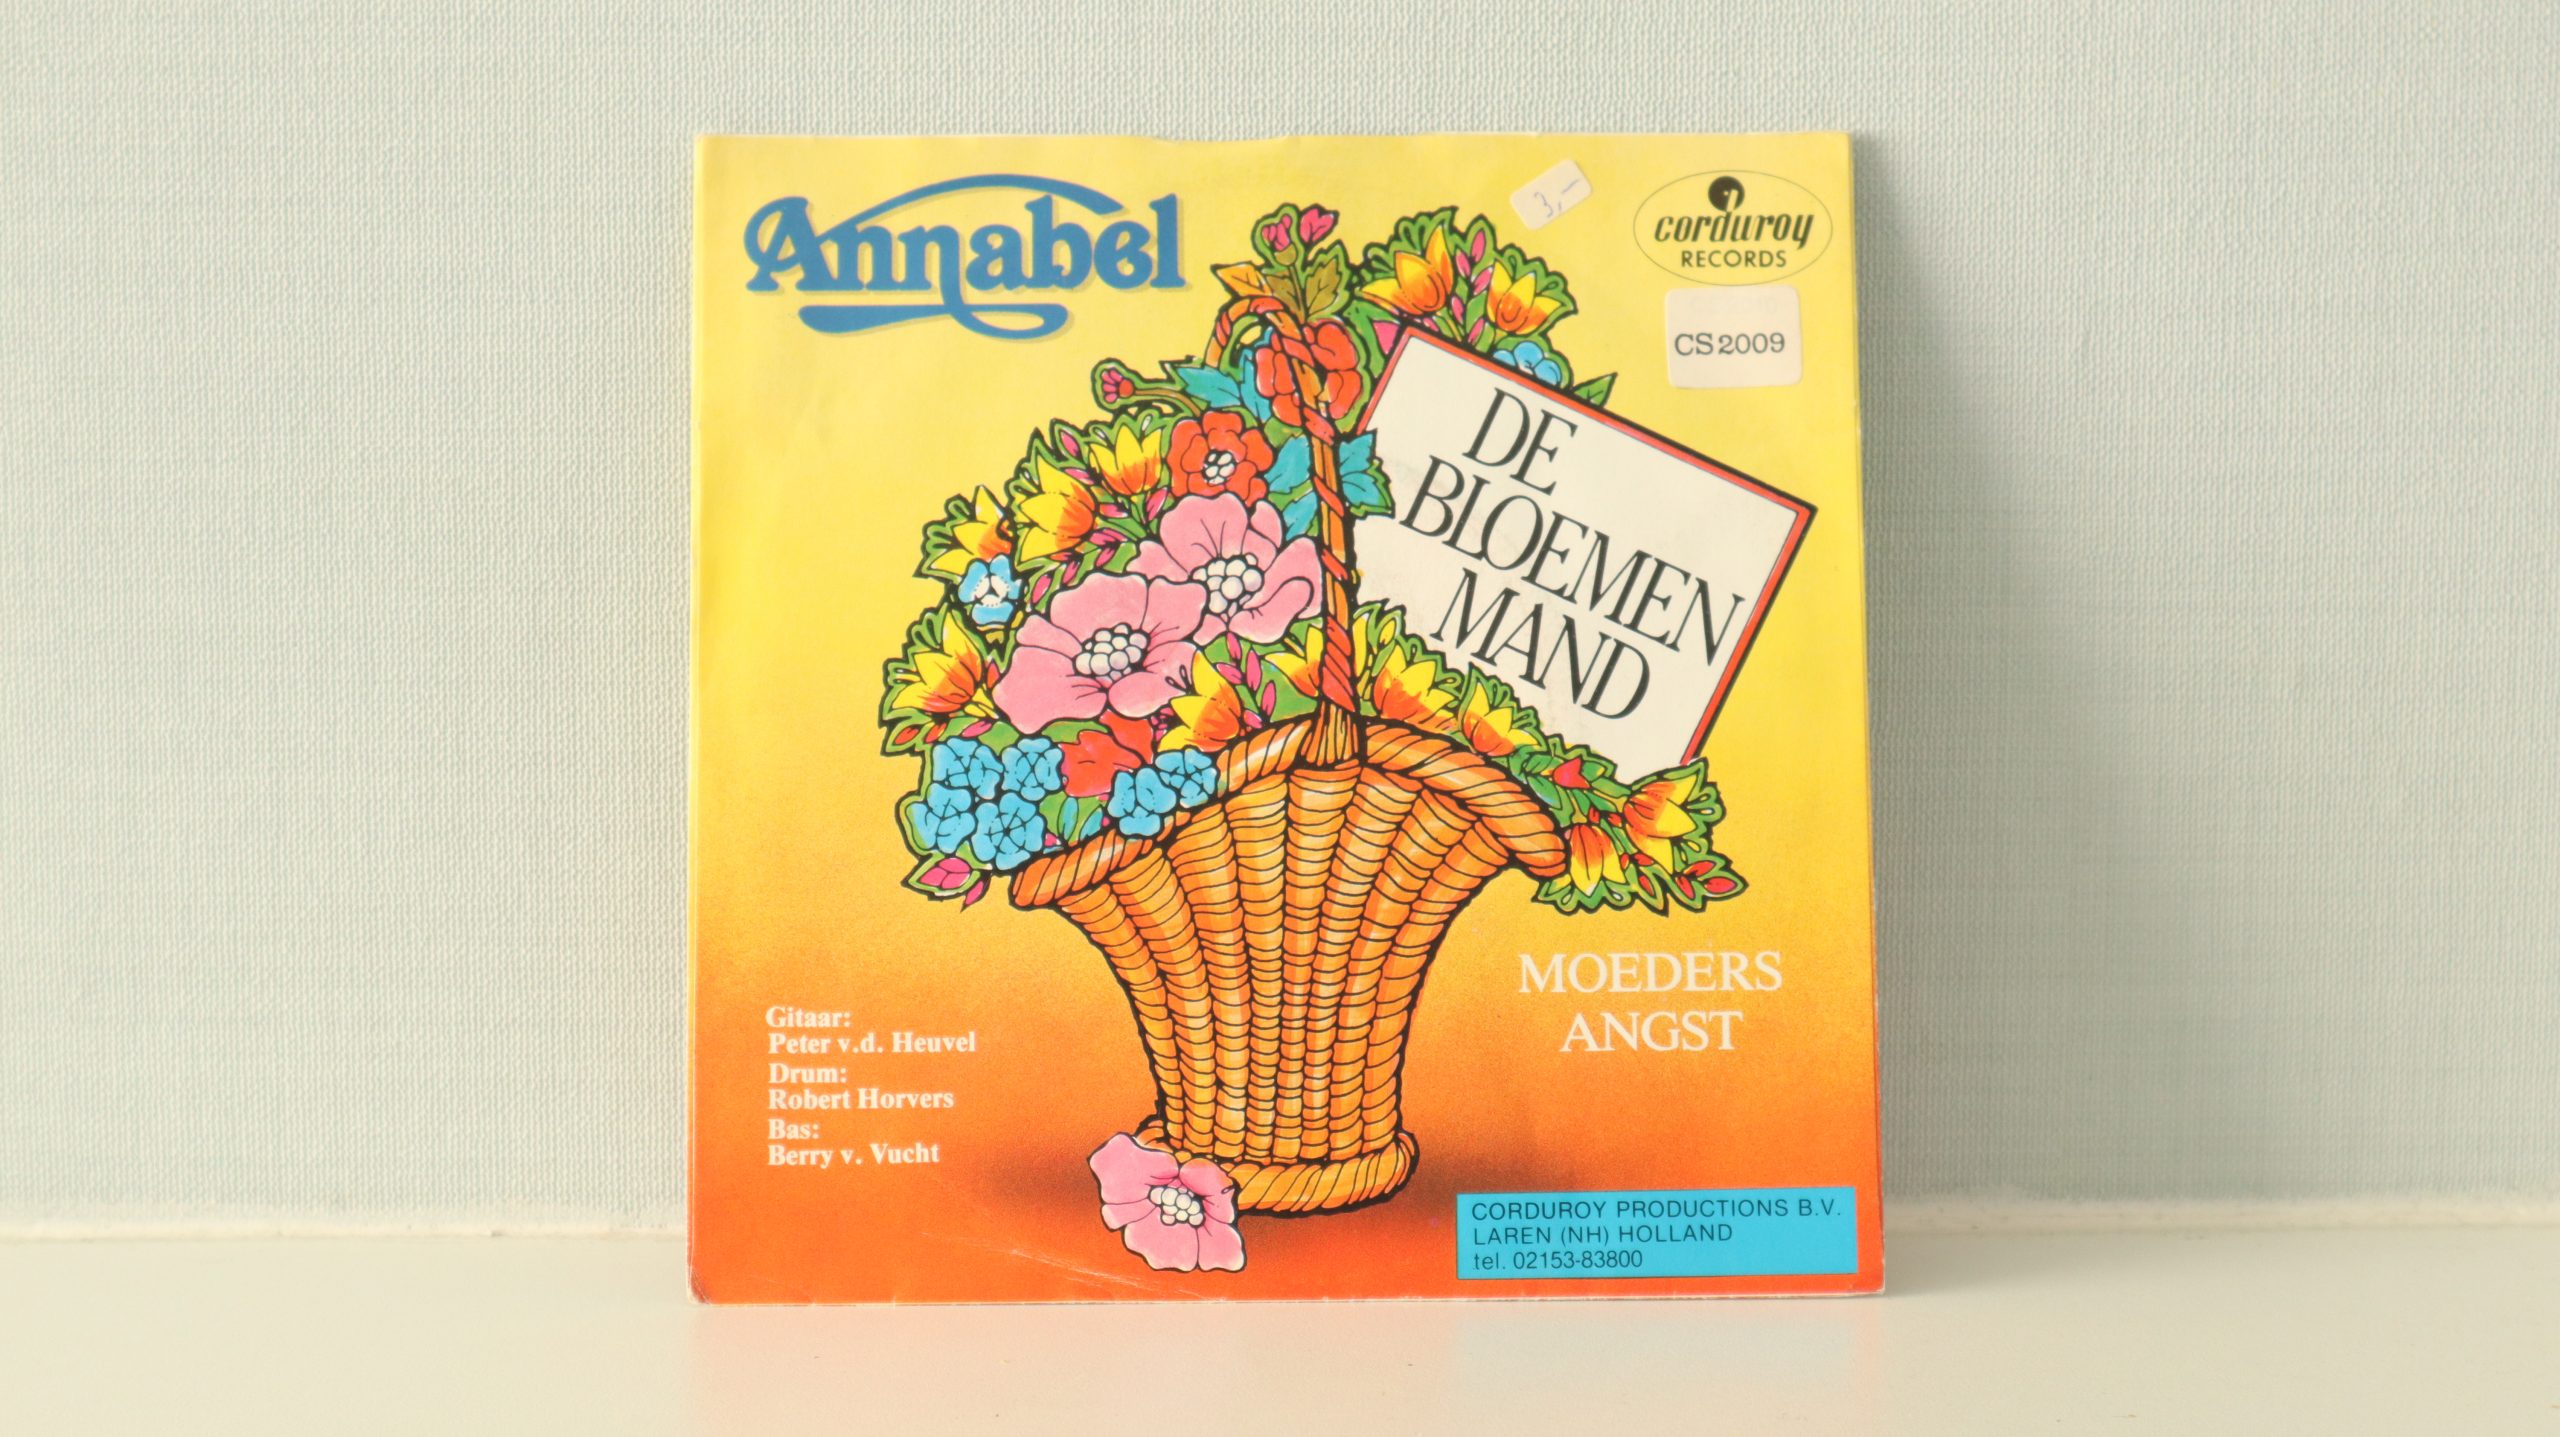 Annabel
3,–
corduroy
RECORDS
CS2009
DE
BLOEMEN
MAND
MOEDERS
ANGST
Gitaar:
Peter v.d. Heuvel
Drum:
Robert Horvers
Bas:
Berry v. Vucht
CORDUROY PRODUCTIONS B.V.
LAREN (NH) HOLLAND
tel. 02153-83800